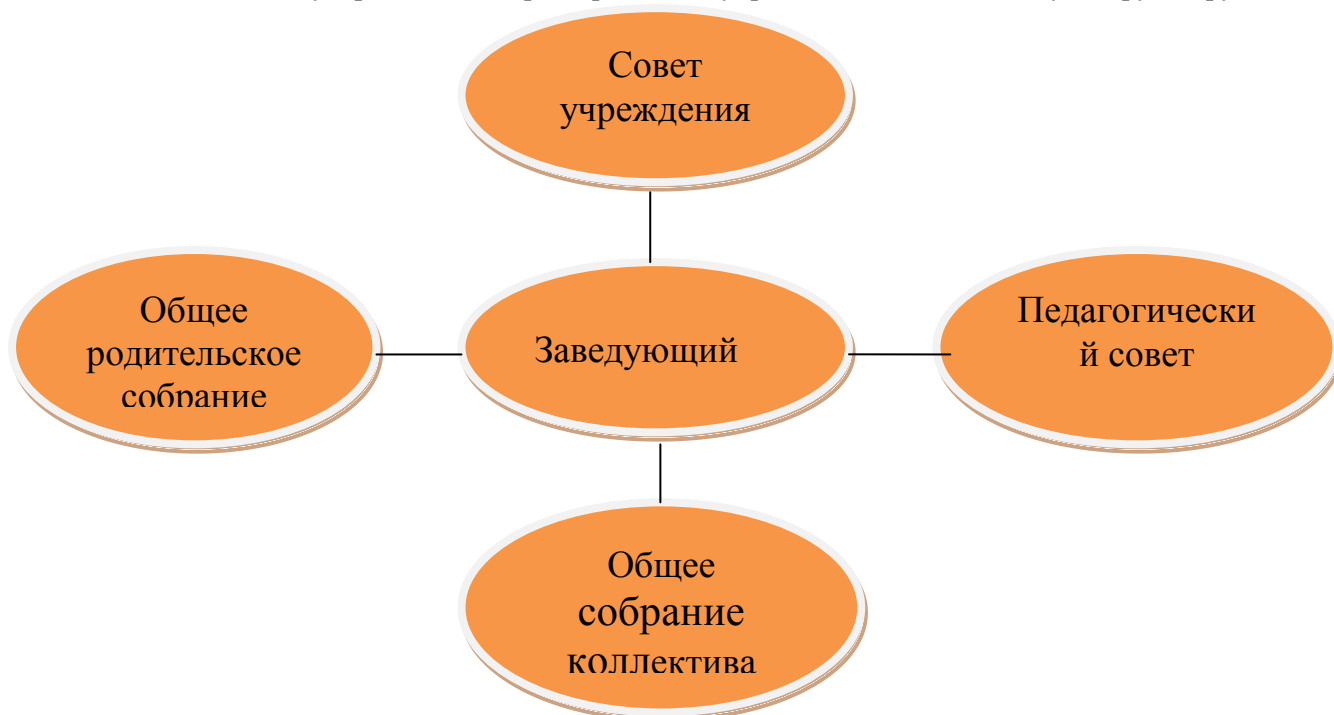 Совет
учреждения
Общее
родительское
собрание
Заведующий
Педагогически
й совет
Общее
собрание
коллектива